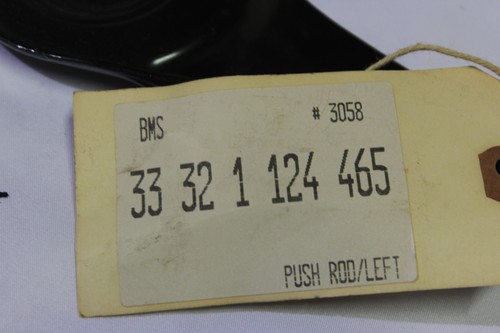 BMS # 3058
33 32 1 124 465
PUSH ROD/LEFT